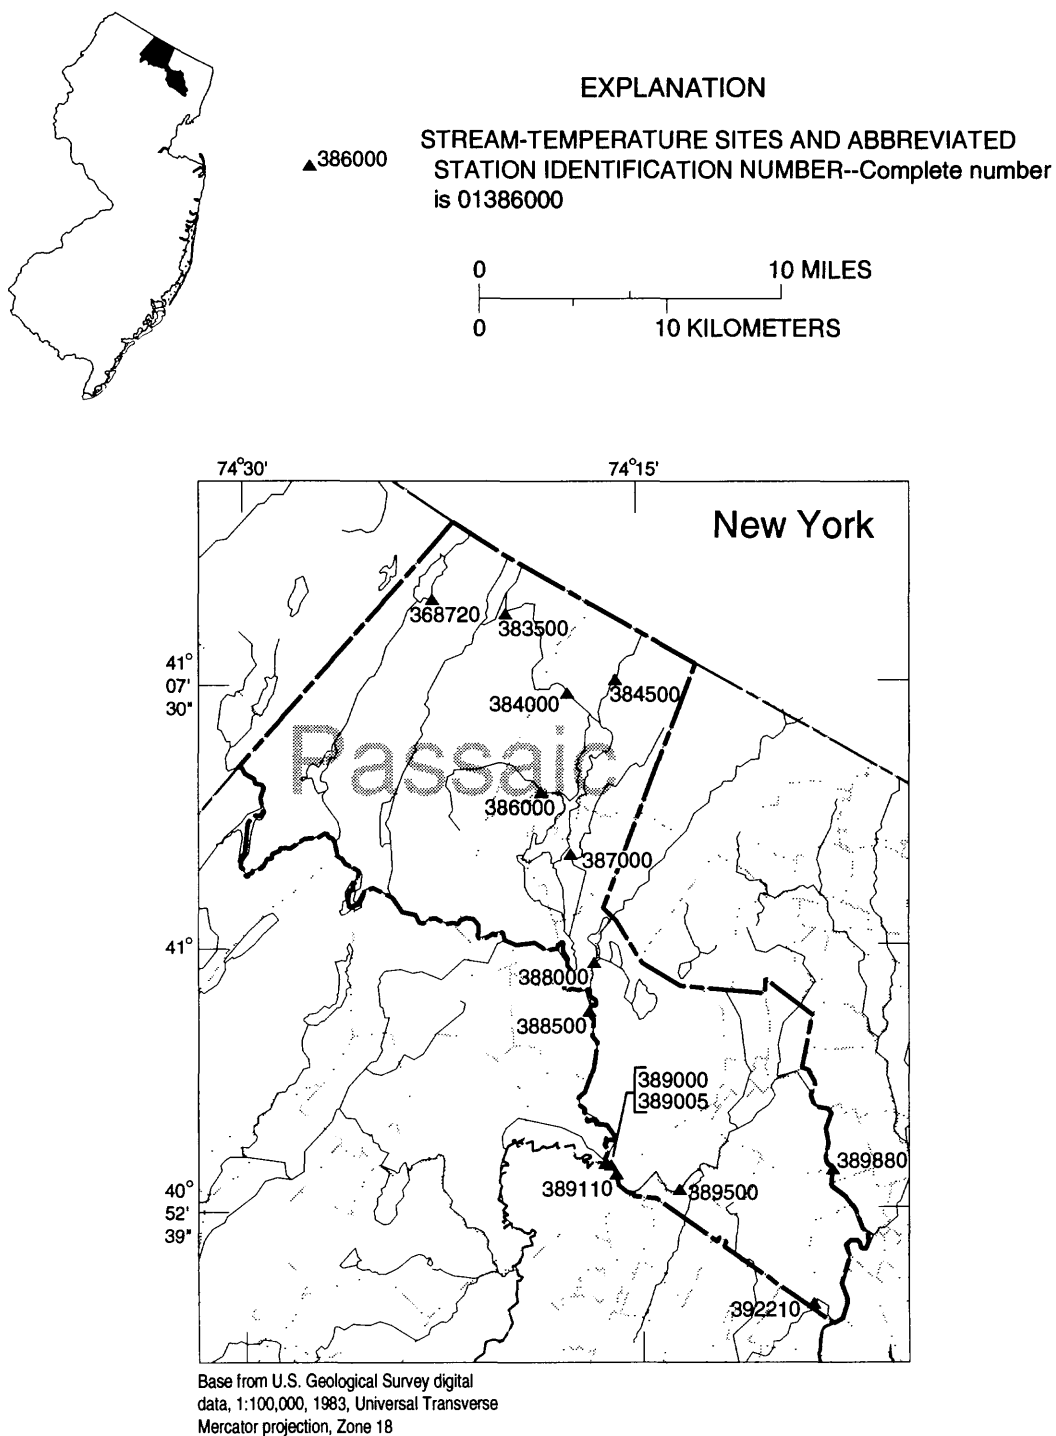 EXPLANATION
386000
STREAM-TEMPERATURE SITES AND ABBREVIATED
STATION IDENTIFICATION NUMBER--Complete number
is 01386000
0 10 MILES
0 10 KILOMETERS
74°30' 74°15'
New York
368720
383500
41°
07'
30"
384000
384500
Passaic
386000
387000
41°
388000
388500
389000
389005
389880
389110
389500
40°
52'
39"
392210
Base from U.S. Geological Survey digital
data, 1:100,000, 1983, Universal Transverse
Mercator projection, Zone 18